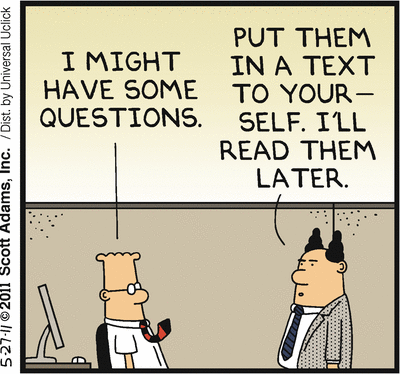 I MIGHT
HAVE SOME
QUESTIONS.
PUT THEM
IN A TEXT
TO YOUR—
SELF. I'LL
READ THEM
LATER.
5-27-11 ©2011 Scott Adams, Inc. /Dist. by Universal Uclick